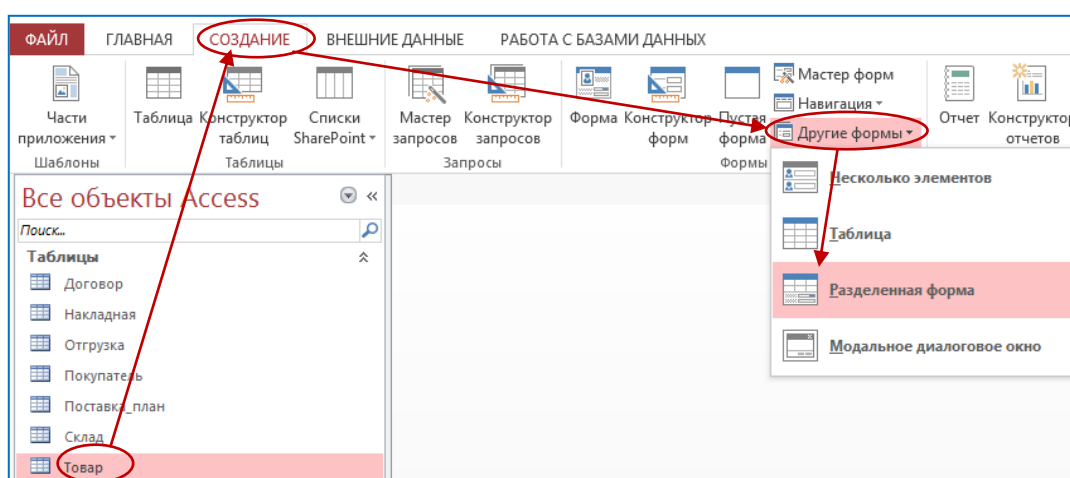 ФАЙЛ ГЛАВНАЯ СОЗДАНИЕ ВНЕШНИЕ ДАННЫЕ РАБОТА С БАЗАМИ ДАННЫХ
Части приложения
Таблица
Конструктор таблиц
Списки SharePoint
Мастер запросов
Конструктор запросов
Форма
Конструктор форм
Пустая форма
Мастер форм
Навигация
Другие формы
Отчет
Конструктор отчетов
Шаблоны Таблицы Запросы Формы
Несколько элементов
Таблица
Разделенная форма
Модальное диалоговое окно
Все объекты Access
Поиск...
Таблицы
Договор
Накладная
Отгрузка
Покупатель
Поставка_план
Склад
Товар